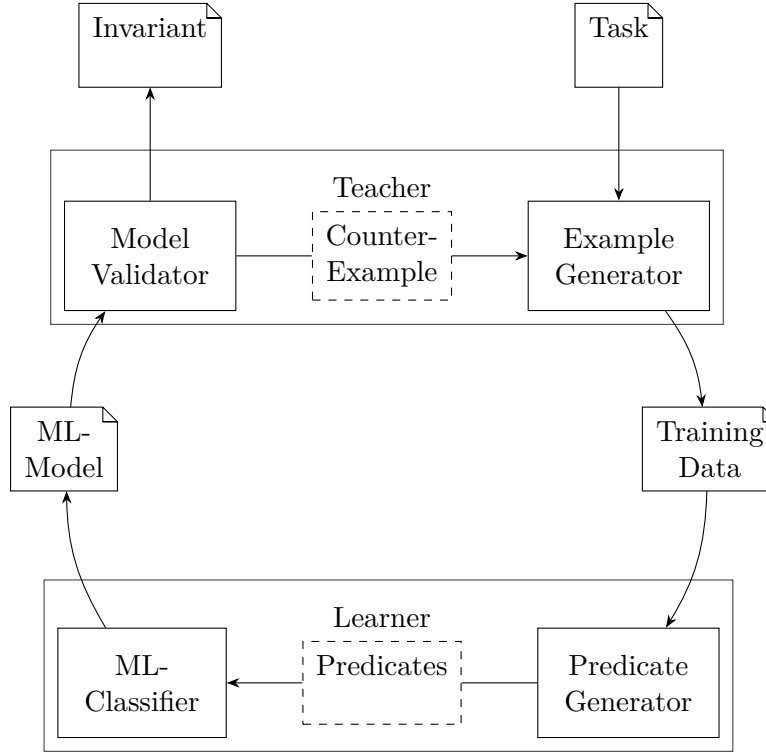 Invariant
Task
Teacher
Model
Validator
Counter-
Example
Example
Generator
ML-
Model
Training
Data
Learner
ML-
Classifier
Predicates
Predicate
Generator